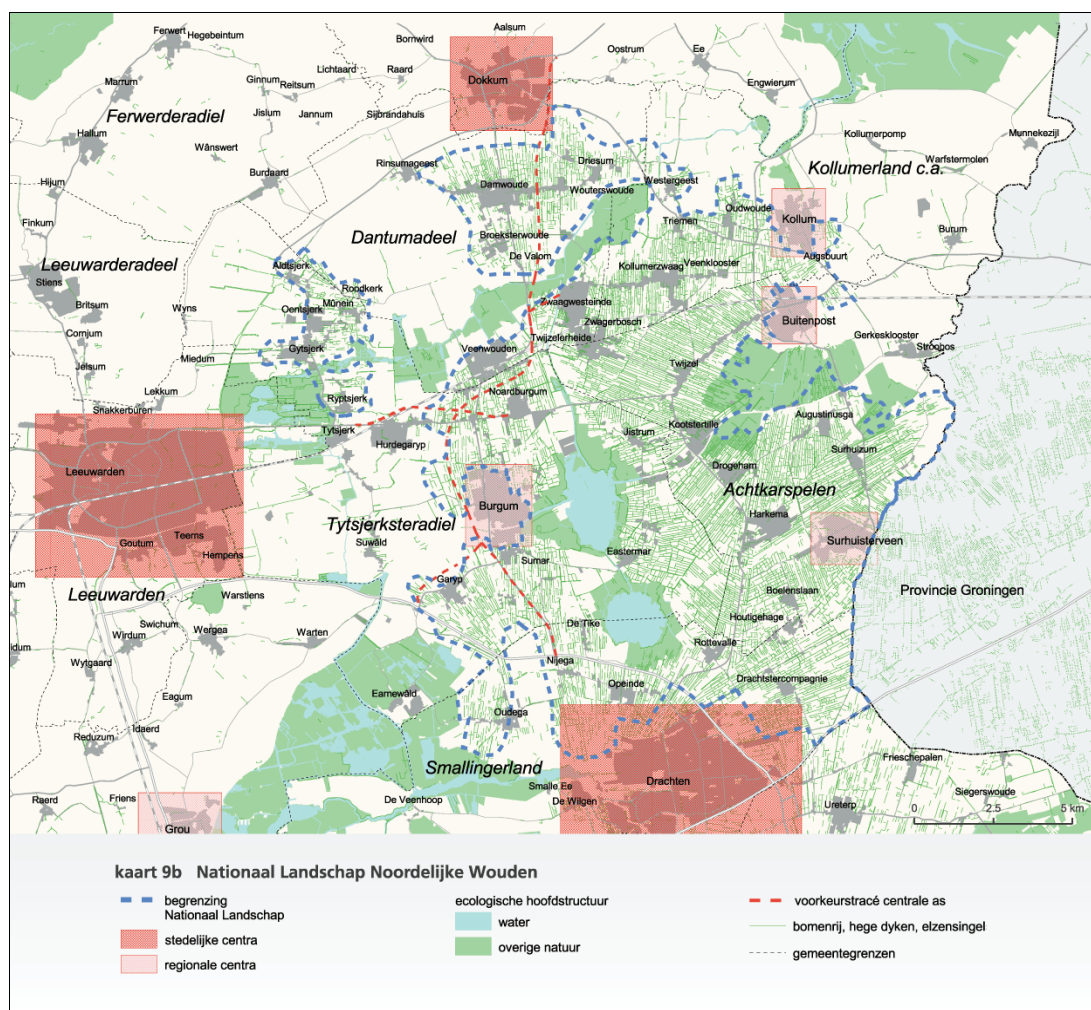 Aalsum
Ferwert
Hegebeintum
Bornwird
Oostrum
Ee
Marrum
Ginnum
Reitsum
Lichtaard
Raard
Dokkum
Engwierum
Ferwerderadiel
Jislum
Jannum
Sijbrandahuis
Hallum
Wânswert
Kollumerpomp
Munnekezijl
Rinsumageest
Driesum
Warfstermolen
Hijum
Burdaard
Damwoude
Wouterswoude
Westergeest
Kollumerland c.a.
Finkum
Triemen
Oudwoude
Kollum
Dantumadeel
Broeksterwoude
Burum
De Valom
Augsbuurt
Leeuwarderadeel
Aldtsjerk
Kollumerzwaag
Veenklooster
Stiens
Roodkerk
Britsum
Wyns
Oentsjerk
Mûnein
Zwaagwesteinde
Zwagerbosch
Buitenpost
Cornjum
Twijzelerheide
Gerkesklooster
Stroobos
Miedum
Gytsjerk
Veenwouden
Jelsum
Twijzel
Lekkum
Noardburgum
Snakkerburen
Ryptsjerk
Augustinusga
Tytsjerk
Hurdegaryp
Jistrum
Kootstertille
Surhuizum
Leeuwarden
Drogeham
Achtkarspelen
Burgum
Harkema
Tytsjerksteradiel
Teerns
Goutum
Suwâld
Surhuisterveen
Hempens
Sumar
Eastermar
Garyp
Leeuwarden
Warstiens
Boelenslaan
Provincie Groningen
Swichum
Houtigehage
Wirdum
Wergea
Warten
De Tike
Rottevalle
Wytgaard
Nijega
Drachtstercompagnie
Eagum
Earnewâld
Opeinde
Oudega
Idaerd
Reduzum
Frieschepalen
Smallingerland
Drachten
Smalle Ee
Siegerswoude
Raerd
Friens
De Veenhoop
De Wilgen
Ureterp
Grou
0 2.5 5 km
kaart 9b Nationaal Landschap Noordelijke Wouden
begrenzing
Nationaal Landschap
stedelijke centra
regionale centra
ecologische hoofdstructuur
water
overige natuur
voorkeurstracé centrale as
bomenrij, hege dyken, elzensingel
gemeentegrenzen